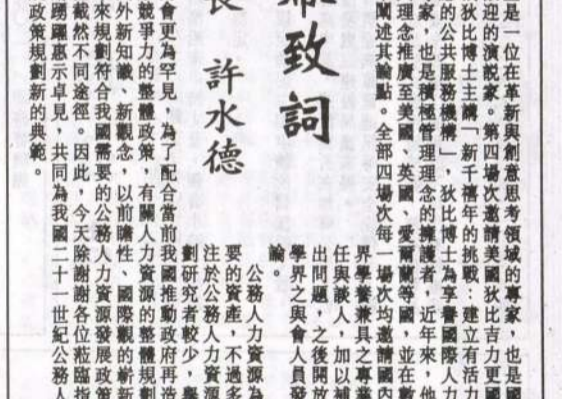 是一位在革新與創意思考領域的專家，也是國
迎的演說家。第四場次邀請美國狄比吉力更國
狄比博士主講「新千禧年的挑戰：建立有活力
的公共服務機構」，狄比博士為享譽國際人力
家，也是積極管理理念的擁護者，近年來，他
理念推廣至美國、英國、愛爾蘭等國，並在數
闡述其論點。全部四場次每一場次均邀請國內
席致詞
長 許水德
界學養兼具之專業
任與談人，加以補
出問題，之後開放
學界之與會人員發
論。
公務人力資源為
要的資產，不過多
注於公務人力資源
劃研究者較少，舉
會更為罕見，為了配合當前我國推動政府再造
競爭力的整體政策，有關人力資源的整體規劃
外新知識、新觀念，以前瞻性、國際觀的嶄新
來規劃符合我國需要的公務人力資源發展政策
截然不同途徑。因此，今天除謝謝各位蒞臨指
踴躍惠示卓見，共同為我國二十一世紀公務人
政策規劃新的典範。